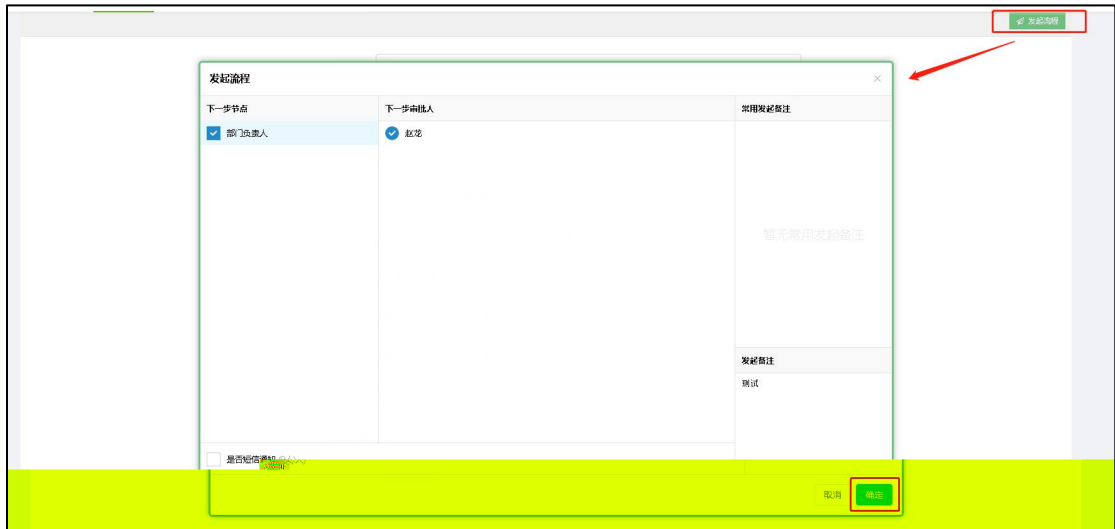 发起流程
发起流程
下一步节点
下一步审批人
常用发起备注
部门负责人
赵龙
暂无常用发起备注
发起备注
测试
是否短信通知
取消
确定